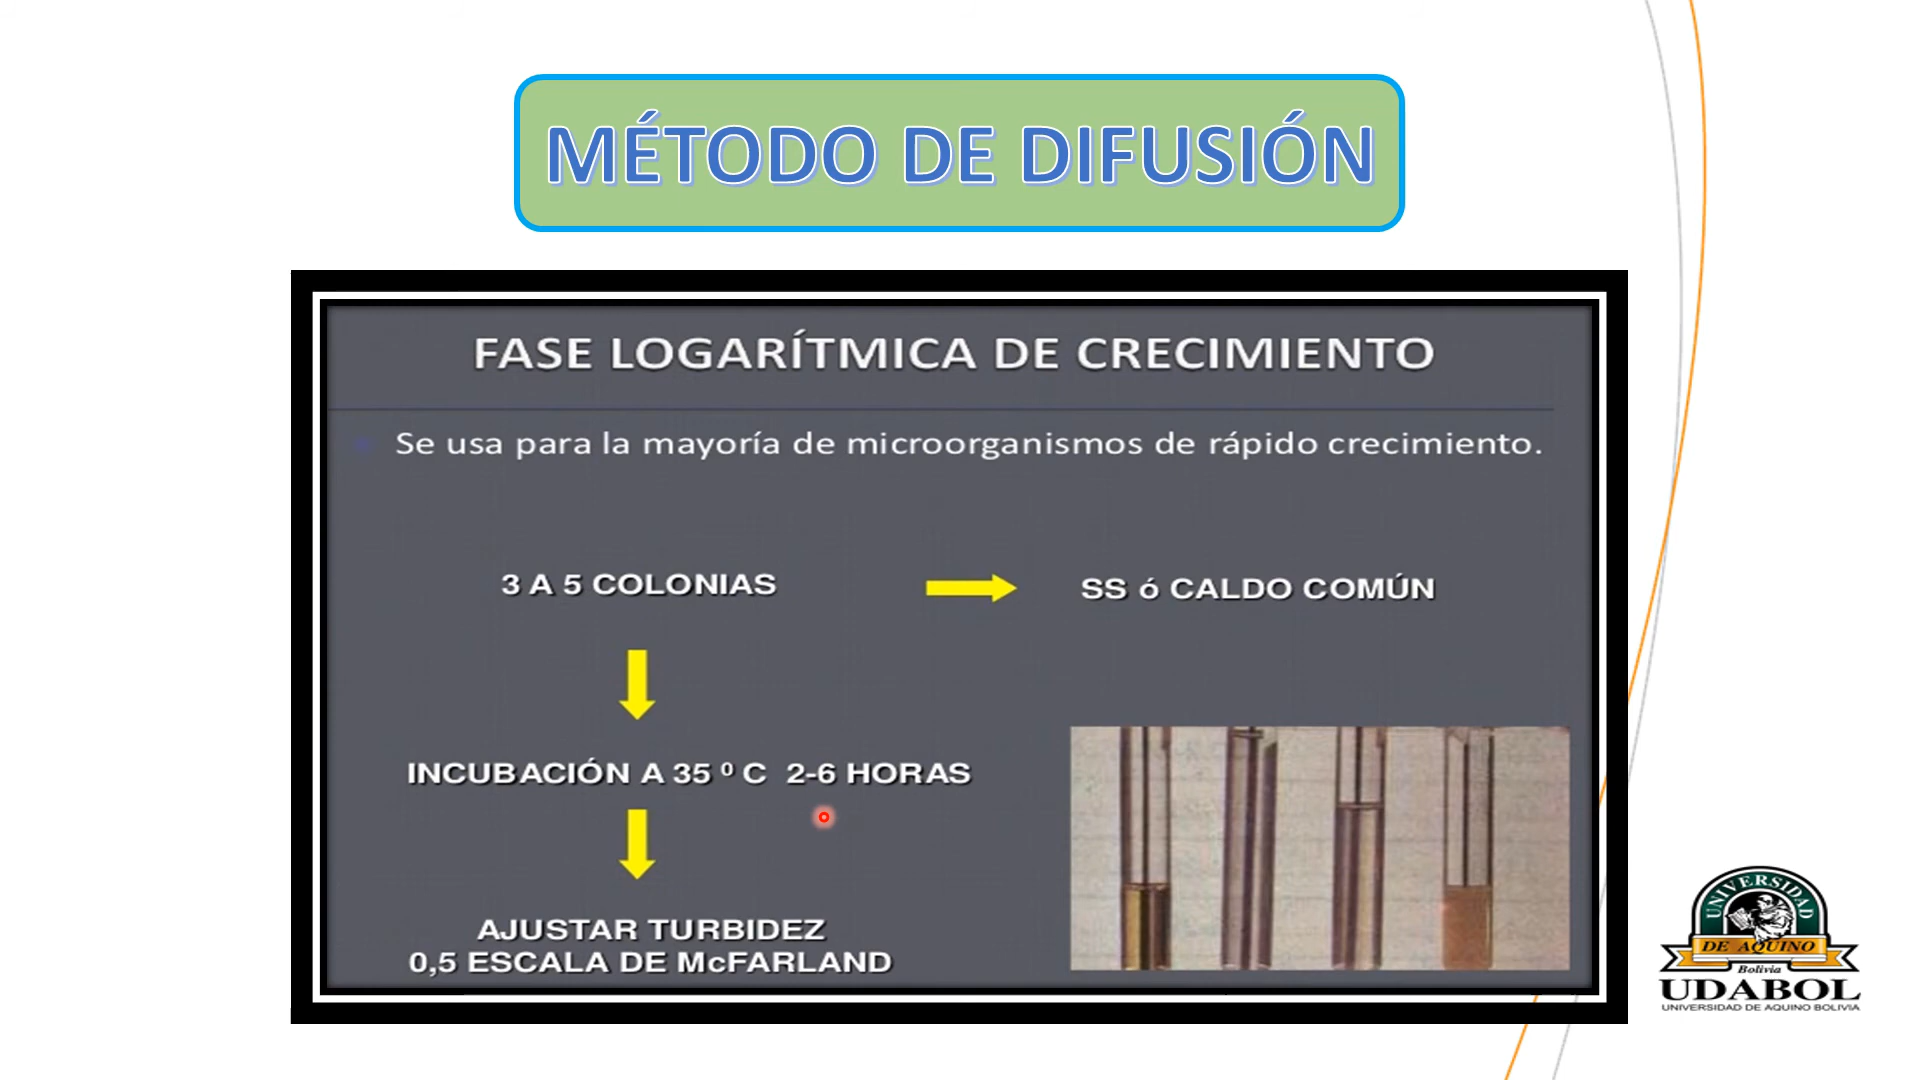 MÉTODO DE DIFUSIÓN
FASE LOGARÍTMICA DE CRECIMIENTO
Se usa para la mayoría de microorganismos de rápido crecimiento.
3 A 5 COLONIAS
SS ó CALDO COMÚN
INCUBACIÓN A 35 º C 2-6 HORAS
AJUSTAR TURBIDEZ
0,5 ESCALA DE McFARLAND
UNIVERSIDAD
DE AQUINO
Bolivia
UDABOL
UNIVERSIDAD DE AQUINO BOLIVIA